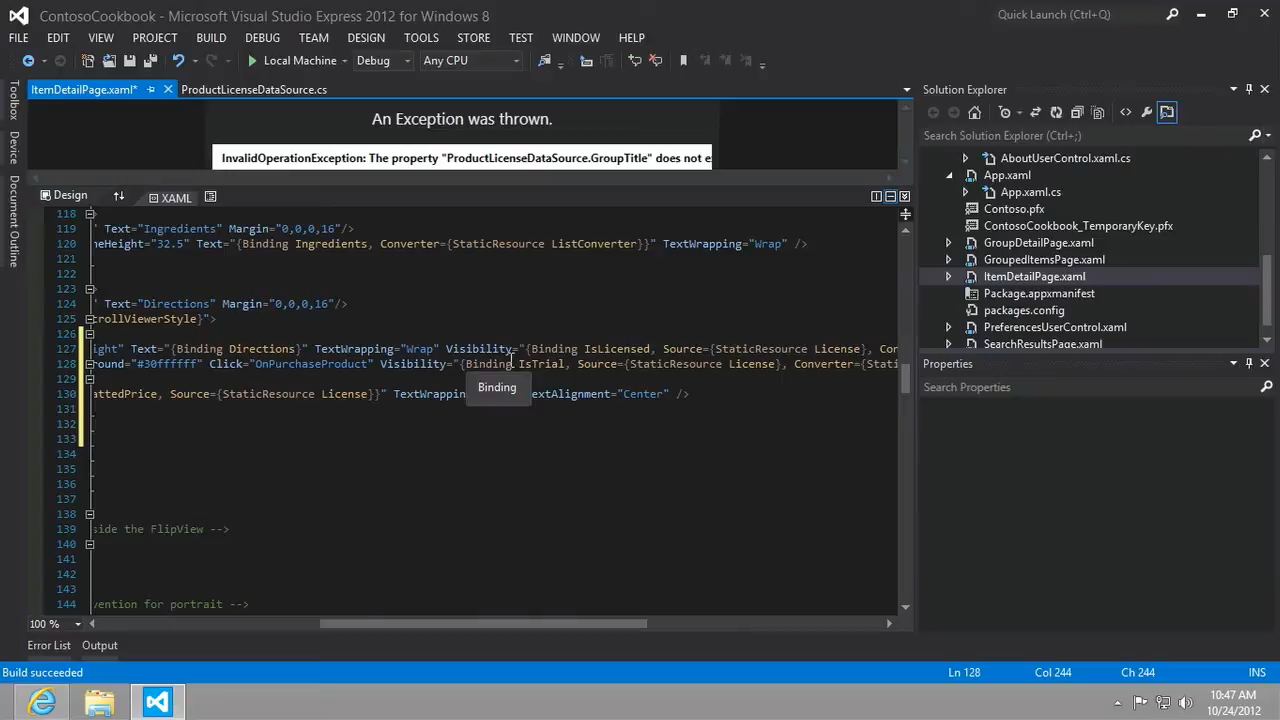 ContosoCookbook - Microsoft Visual Studio Express 2012 for Windows 8
Quick Launch (Ctrl+Q)
FILE EDIT VIEW PROJECT BUILD DEBUG TEAM FORMAT DESIGN TOOLS STORE TEST WINDOW HELP
Local Machine Debug Any CPU
ItemDetailPage.xaml* ProductLicenseDataSource.cs
Toolbox
Device
Document Outline
An Exception was thrown.
InvalidOperationException: The property "ProductLicenseDataSource.GroupTitle" does not e
Design XAML
118
119 " Text="Ingredients" Margin="0,0,0,16"/>
120 neHeight="32.5" Text="{Binding Ingredients, Converter={StaticResource ListConverter}}" TextWrapping="Wrap" />
121
122
123
124 " Text="Directions" Margin="0,0,0,16"/>
125 crollViewerStyle}">
126
127 ight" Text="{Binding Directions}" TextWrapping="Wrap" Visibility="{Binding IsLicensed, Source={StaticResource License}, Con
128 ound="#30ffffff" Click="OnPurchaseProduct" Visibility="{Binding IsTrial, Source={StaticResource License}, Converter={Stati
Binding
129
130 attedPrice, Source={StaticResource License}}" TextWrappin extAlignment="Center" />
131
132
133
134
135
136
137
138
139 side the FlipView -->
140
141
142
143
144 vention for portrait -->
100 %
Error List Output
Solution Explorer
Search Solution Explorer (Ctrl+;)
AboutUserControl.xaml.cs
App.xaml
App.xaml.cs
Contoso.pfx
ContosoCookbook_TemporaryKey.pfx
GroupDetailPage.xaml
GroupedItemsPage.xaml
ItemDetailPage.xaml
Package.appxmanifest
packages.config
PreferencesUserControl.xaml
SearchResultsPage.xaml
Properties
Search Properties
Build succeeded Ln 128 Col 244 Ch 244 INS
10:47 AM
10/24/2012